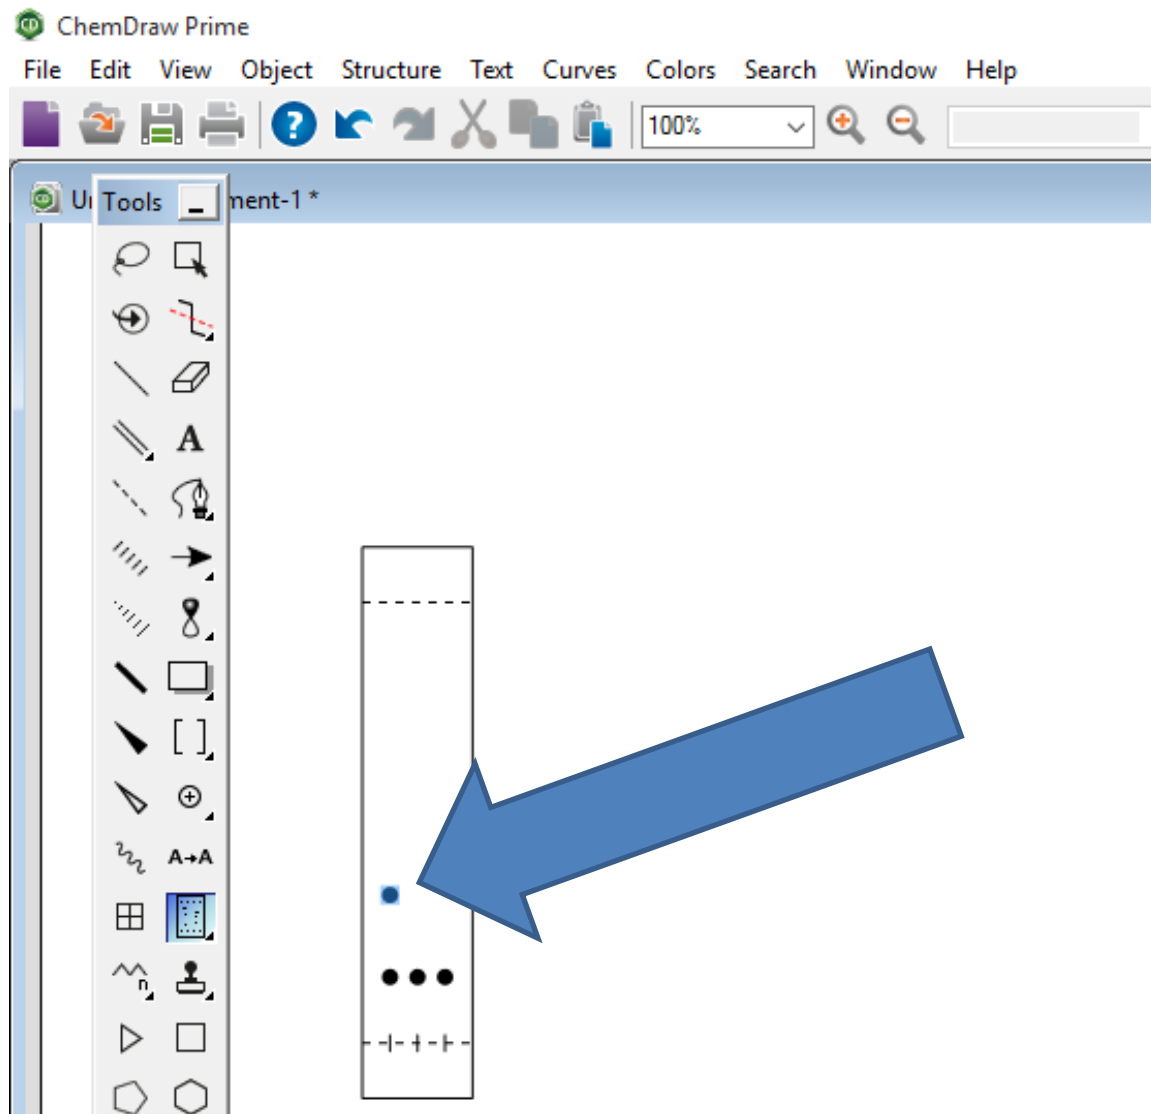 ChemDraw Prime
File Edit View Object Structure Text Curves Colors Search Window Help
100%
Tools
ment-1 *
A
A→A
n